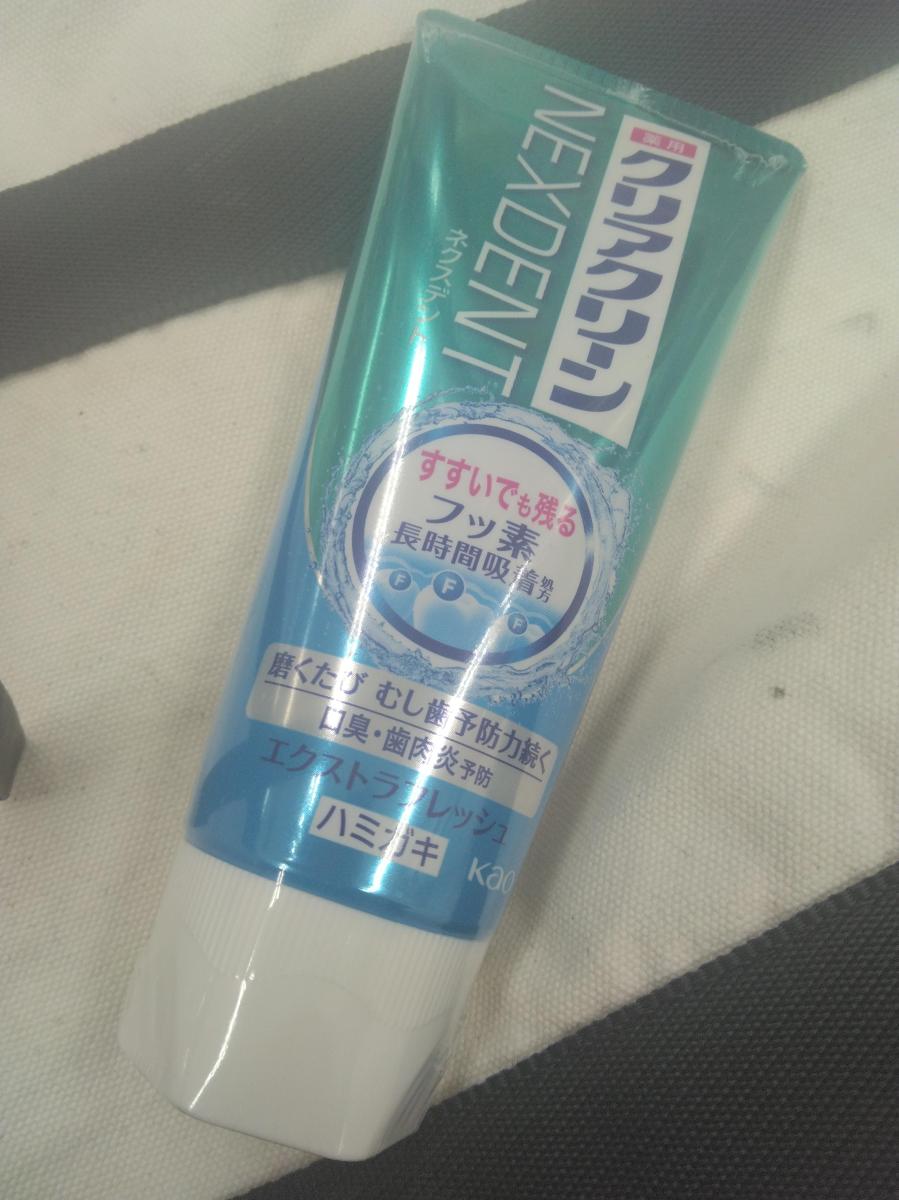 薬用
クリアクリーン
NEXDENT
ネクスデント
すすいでも残る
フッ素
長時間吸着処方
F
F
F
磨くたび むし歯予防力続く
口臭・歯肉炎予防
エクストラフレッシュ
ハミガキ
Kao